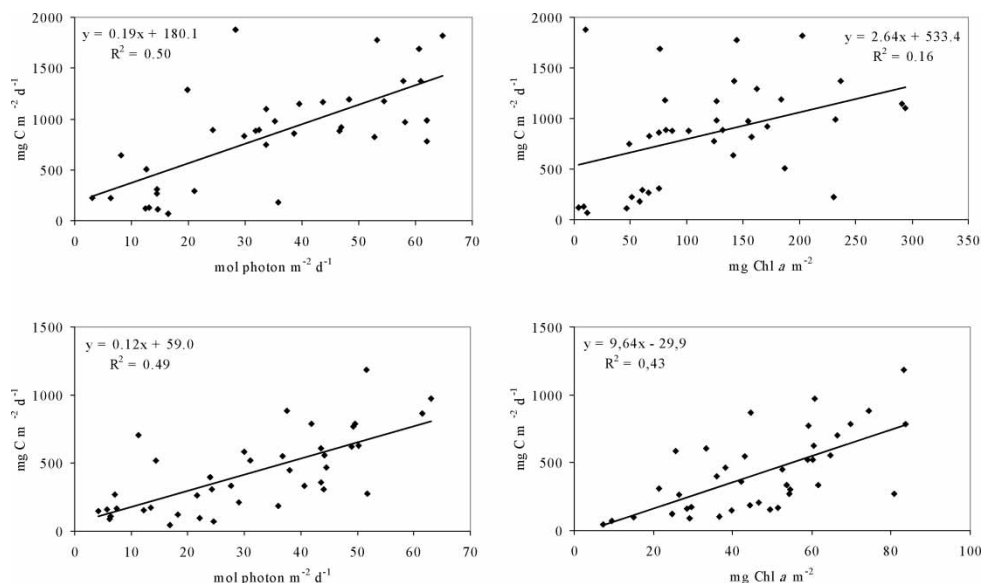 2000
1500
1000
500
0
mg C m⁻² d⁻¹
y = 0.19x + 180.1
R² = 0.50
0 10 20 30 40 50 60 70
mol photon m⁻² d⁻¹
2000
1500
1000
500
0
mg C m⁻² d⁻¹
y = 2.64x + 533.4
R² = 0.16
0 50 100 150 200 250 300 350
mg Chl a m⁻²
1500
1000
500
0
mg C m⁻² d⁻¹
y = 0.12x + 59.0
R² = 0.49
0 10 20 30 40 50 60 70
mol photon m⁻² d⁻¹
1500
1000
500
0
mg C m⁻² d⁻¹
y = 9,64x - 29,9
R² = 0,43
0 20 40 60 80 100
mg Chl a m⁻²